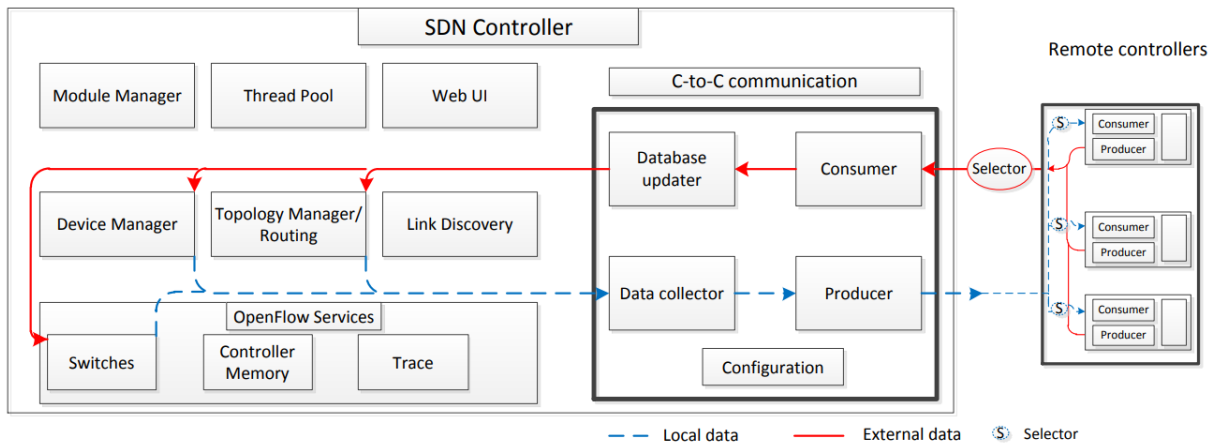 SDN Controller
Remote controllers
Module Manager
Thread Pool
Web UI
C-to-C communication
Database
updater
Consumer
Selector
Device Manager
Topology Manager/
Routing
Link Discovery
Data collector
Producer
OpenFlow Services
Switches
Controller
Memory
Trace
Configuration
S
Consumer
Producer
S
Consumer
Producer
S
Consumer
Producer
Local data
External data
S
Selector